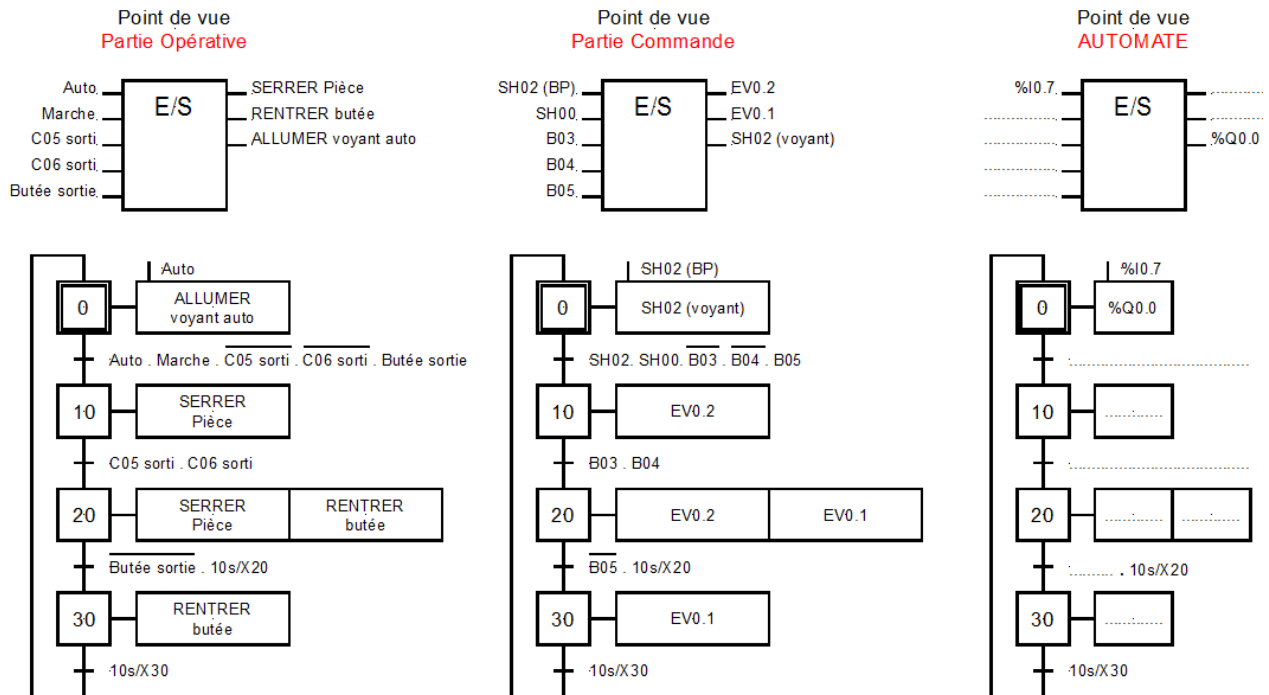 Point de vue
Partie Opérative
Auto
Marche
C05 sorti
C06 sorti
Butée sortie
E/S
SERRER Pièce
RENTRER butée
ALLUMER voyant auto
Auto
0
ALLUMER
voyant auto
Auto . Marche . C05 sorti . C06 sorti . Butée sortie
10
SERRER
Pièce
C05 sorti . C06 sorti
20
SERRER
Pièce
RENTRER
butée
Butée sortie . 10s/X20
30
RENTRER
butée
10s/X30
Point de vue
Partie Commande
SH02 (BP)
SH00
B03
B04
B05
E/S
EV0.2
EV0.1
SH02 (voyant)
SH02 (BP)
0
SH02 (voyant)
SH02. SH00. B03 . B04 . B05
10
EV0.2
B03 . B04
20
EV0.2
EV0.1
B05 . 10s/X20
30
EV0.1
10s/X30
Point de vue
AUTOMATE
%I0.7
E/S
%Q0.0
%I0.7
0
%Q0.0
10
20
. 10s/X20
30
10s/X30